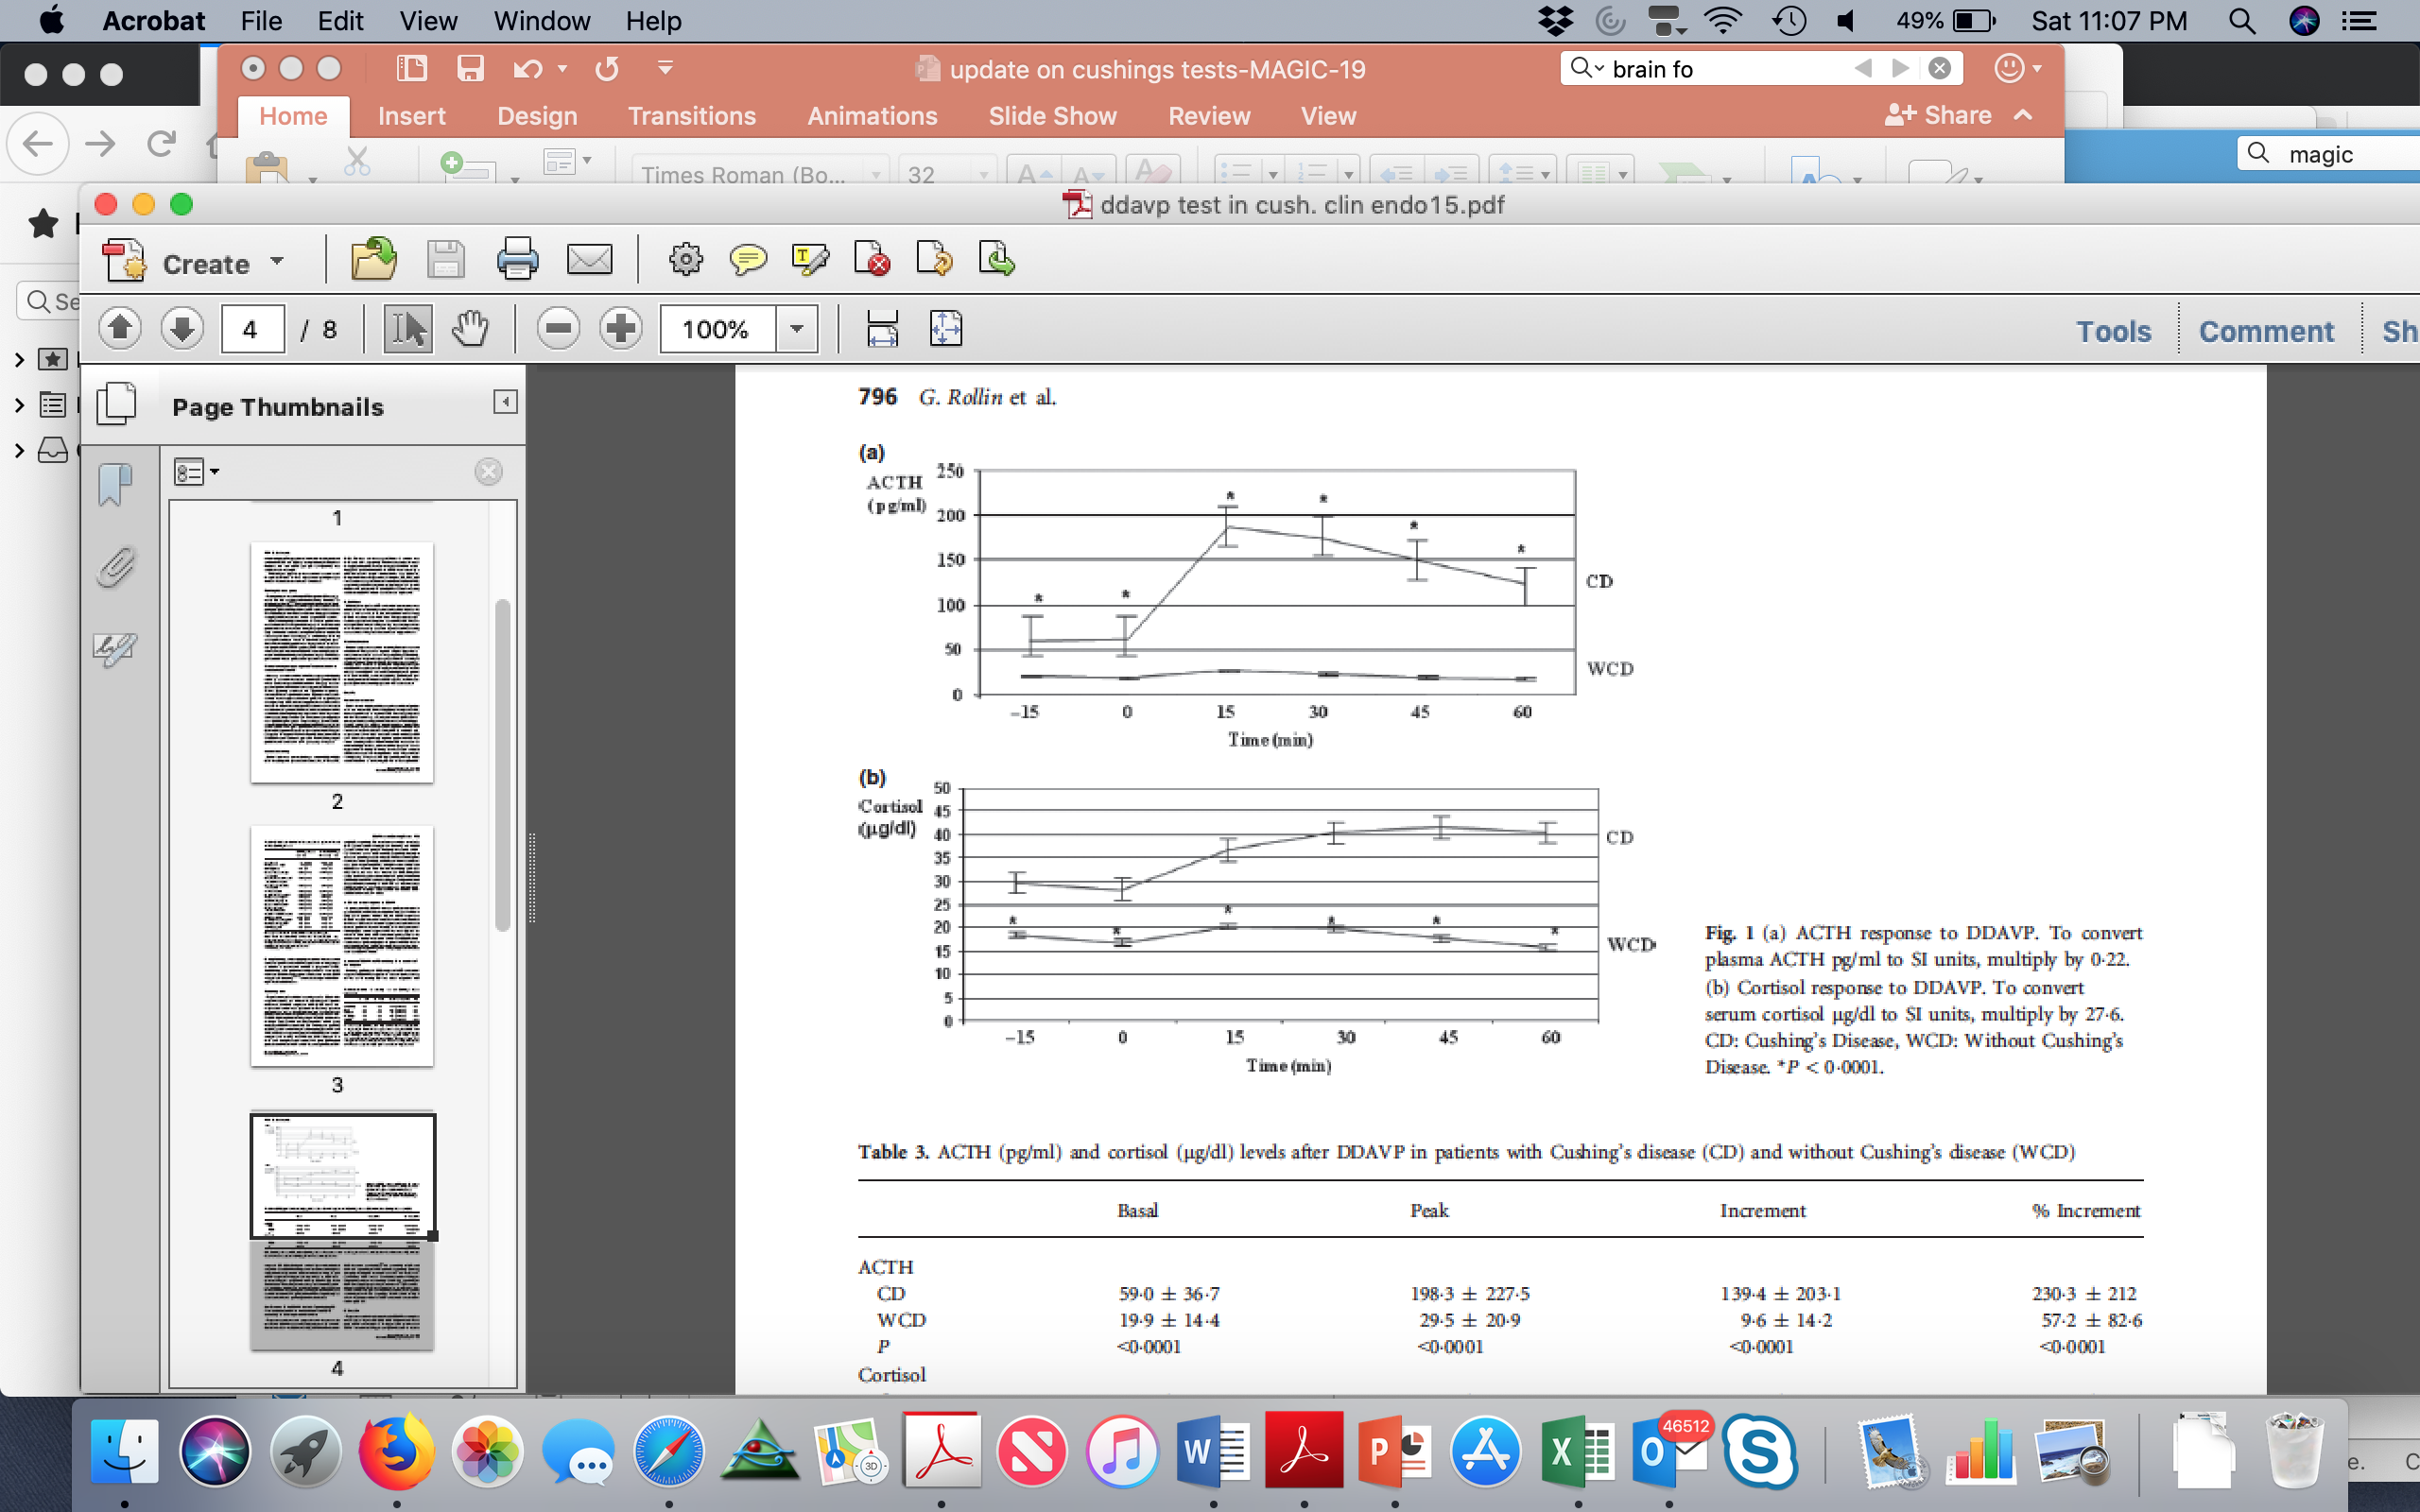 Acrobat File Edit View Window Help 49% Sat 11:07 PM
update on cushings tests-MAGIC-19 brain fo
Home Insert Design Transitions Animations Slide Show Review View Share
Times Roman (Bo... 32 magic
ddavp test in cush. clin endo15.pdf
Create
Se
4 / 8 100% Tools Comment Sh
Page Thumbnails
1
2
3
4
796 G. Rollin et al.
(a)
ACTH
(pg/ml)
250
200
150
100
50
0
CD
WCD
−15 0 15 30 45 60
Time (min)
(b)
Cortisol
(µg/dl)
50
45
40
35
30
25
20
15
10
5
0
CD
WCD
−15 0 15 30 45 60
Time (min)
Fig. 1 (a) ACTH response to DDAVP. To convert
plasma ACTH pg/ml to SI units, multiply by 0·22.
(b) Cortisol response to DDAVP. To convert
serum cortisol µg/dl to SI units, multiply by 27·6.
CD: Cushing's Disease, WCD: Without Cushing's
Disease. *P < 0·0001.
Table 3. ACTH (pg/ml) and cortisol (µg/dl) levels after DDAVP in patients with Cushing's disease (CD) and without Cushing's disease (WCD)
Basal Peak Increment % Increment
ACTH
CD 59·0 ± 36·7 198·3 ± 227·5 139·4 ± 203·1 230·3 ± 212
WCD 19·9 ± 14·4 29·5 ± 20·9 9·6 ± 14·2 57·2 ± 82·6
P <0·0001 <0·0001 <0·0001 <0·0001
Cortisol
46512
3D